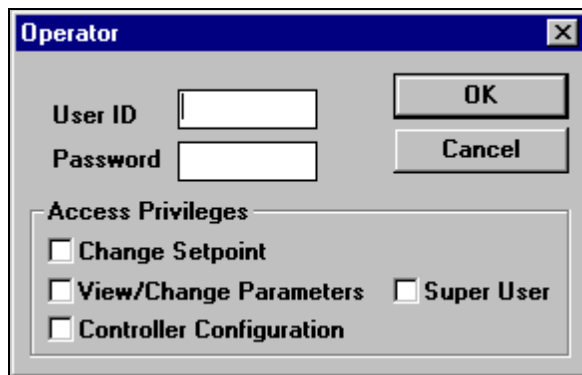 Operator
User ID
OK
Password
Cancel
Access Privileges
Change Setpoint
View/Change Parameters Super User
Controller Configuration